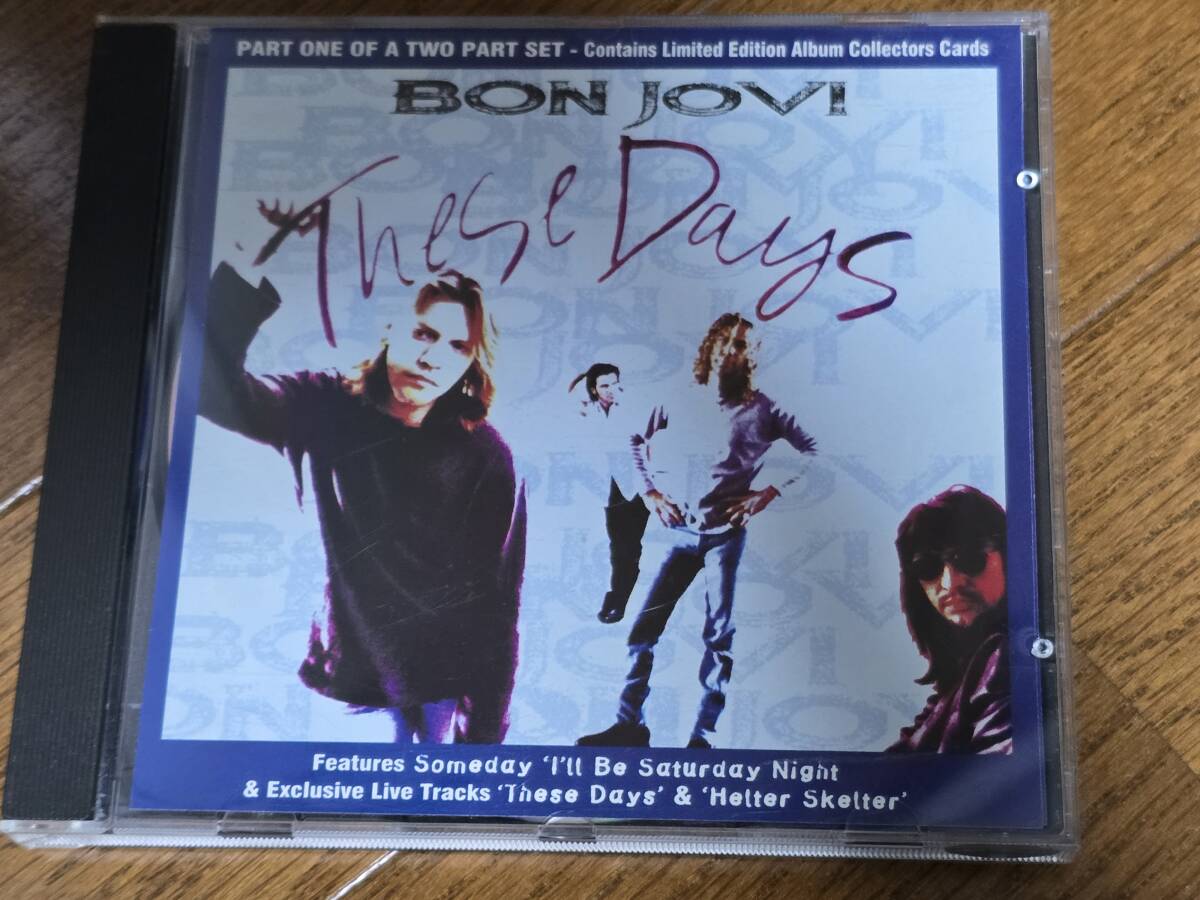 PART ONE OF A TWO PART SET - Contains Limited Edition Album Collectors Cards
BON JOVI
These Days
Features Someday 'I'll Be Saturday Night
& Exclusive Live Tracks 'These Days' & 'Helter Skelter'